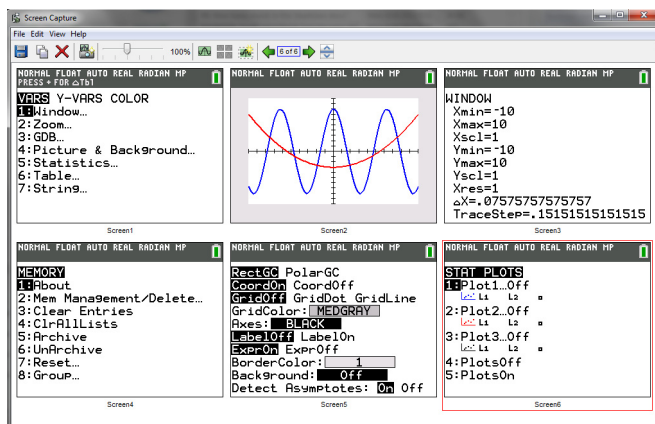 Screen Capture
File Edit View Help
100% 6 of 6
NORMAL FLOAT AUTO REAL RADIAN MP
PRESS + FOR △Tbl
VARS Y-VARS COLOR
1:Window…
2:Zoom…
3:GDB…
4:Picture & Background…
5:Statistics…
6:Table…
7:String…
Screen1
NORMAL FLOAT AUTO REAL RADIAN MP
Screen2
NORMAL FLOAT AUTO REAL RADIAN MP
WINDOW
Xmin=-10
Xmax=10
Xscl=1
Ymin=-10
Ymax=10
Yscl=1
Xres=1
△X=.07575757575757
TraceStep=.15151515151515
Screen3
NORMAL FLOAT AUTO REAL RADIAN MP
MEMORY
1:About
2:Mem Management/Delete…
3:Clear Entries
4:ClrAllLists
5:Archive
6:UnArchive
7:Reset…
8:Group…
Screen4
NORMAL FLOAT AUTO REAL RADIAN MP
RectGC PolarGC
CoordOn CoordOff
GridOff GridDot GridLine
GridColor: MEDGRAY
Axes: BLACK
LabelOff LabelOn
ExprOn ExprOff
BorderColor: 1
Background: Off
Detect Asymptotes: On Off
Screen5
NORMAL FLOAT AUTO REAL RADIAN MP
STAT PLOTS
1:Plot1…Off
L1 L2
2:Plot2…Off
L1 L2
3:Plot3…Off
L1 L2
4:PlotsOff
5:PlotsOn
Screen6